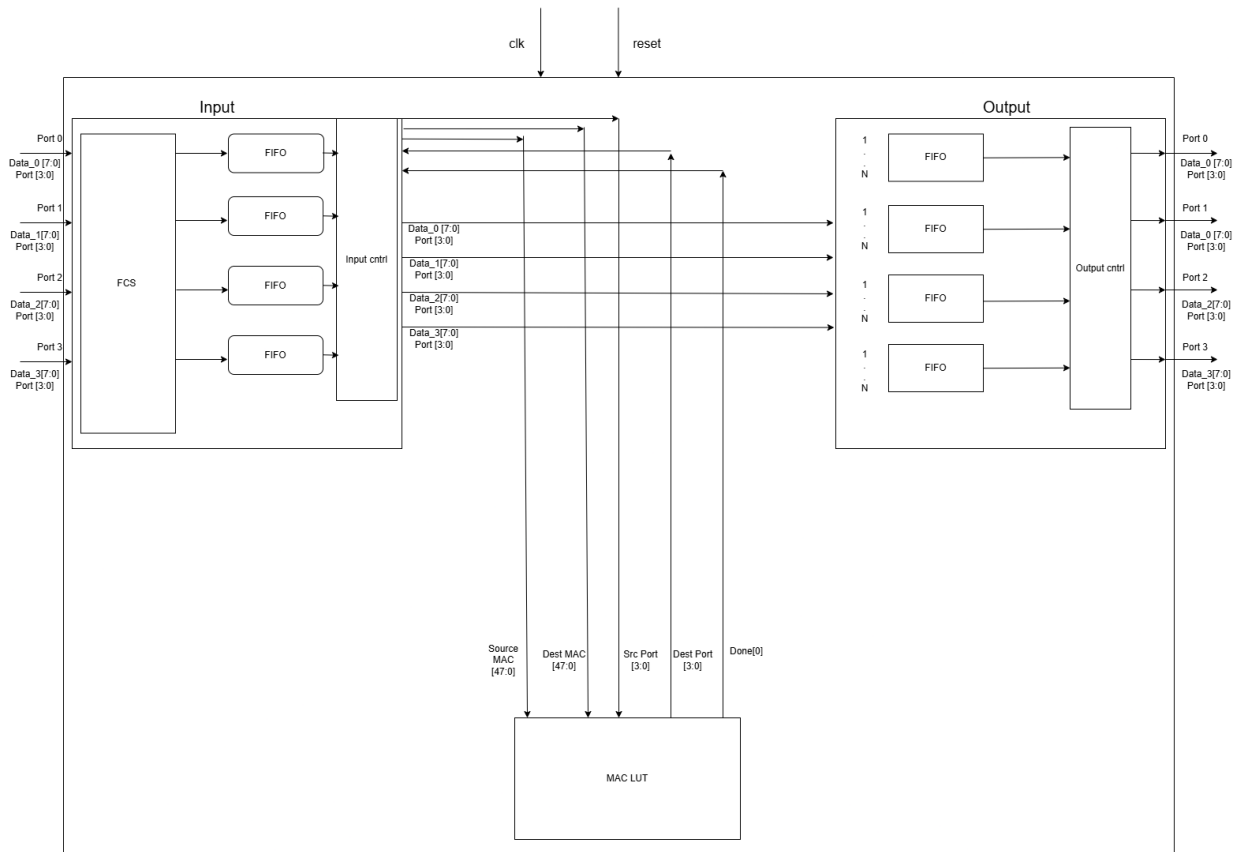 clk
reset
Input
Output
Port 0
Data_0 [7:0]
Port [3:0]
Port 1
Data_1[7:0]
Port [3:0]
Port 2
Data_2[7:0]
Port [3:0]
Port 3
Data_3[7:0]
Port [3:0]
FCS
FIFO
FIFO
FIFO
FIFO
Input cntrl
Data_0 [7:0]
Port [3:0]
Data_1[7:0]
Port [3:0]
Data_2[7:0]
Port [3:0]
Data_3[7:0]
Port [3:0]
1
.
.
N
FIFO
1
.
.
N
FIFO
1
.
.
N
FIFO
1
.
.
N
FIFO
Output cntrl
Port 0
Data_0 [7:0]
Port [3:0]
Port 1
Data_0 [7:0]
Port [3:0]
Port 2
Data_2[7:0]
Port [3:0]
Port 3
Data_3[7:0]
Port [3:0]
Source
MAC
[47:0]
Dest MAC
[47:0]
Src Port
[3:0]
Dest Port
[3:0]
Done[0]
MAC LUT